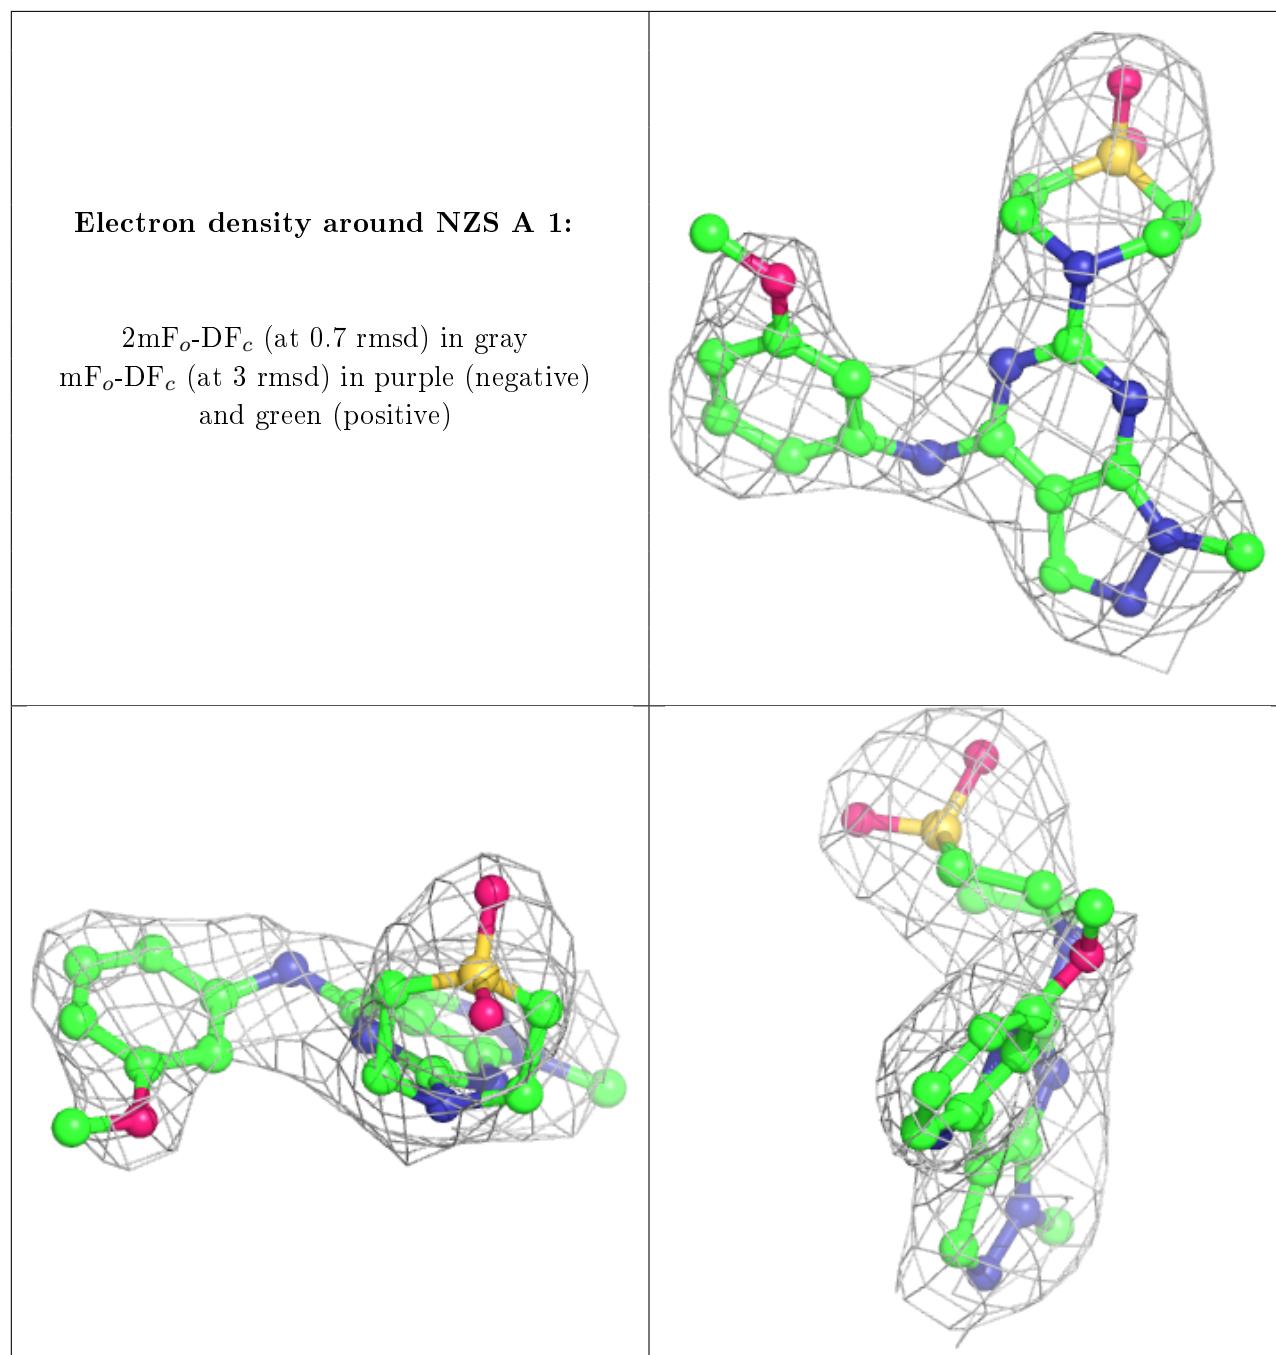 Electron density around NZS A 1:
2mFo-DFc (at 0.7 rmsd) in gray
mFo-DFc (at 3 rmsd) in purple (negative)
and green (positive)